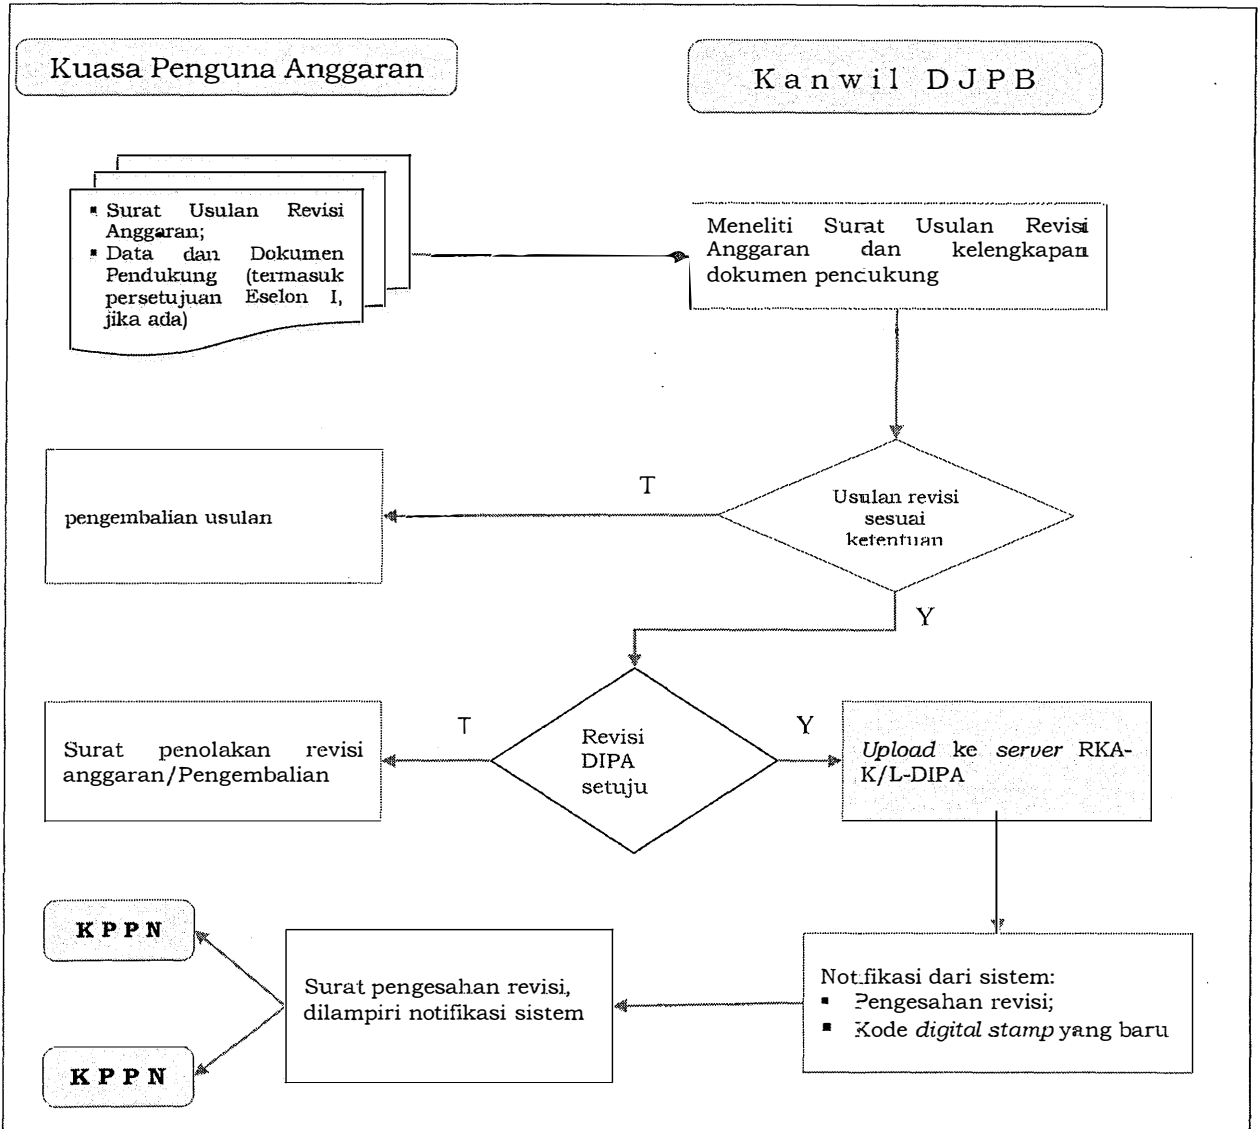 Kuasa Penguna Anggaran
Kanwil DJPB
▪ Surat Usulan Revisi
Anggaran;
▪ Data dan Dokumen
Pendukung (termasuk
persetujuan Eselon I,
jika ada)
Meneliti Surat Usulan Revisi
Anggaran dan kelengkapan
dokumen pendukung
pengembalian usulan
T
Usulan revisi
sesuai
ketentuan
Y
Surat penolakan revisi
anggaran/Pengembalian
T
Revisi
DIPA
setuju
Y
Upload ke server RKA-
K/L-DIPA
KPPN
Surat pengesahan revisi,
dilampiri notifikasi sistem
Notifikasi dari sistem:
▪ Pengesahan revisi;
▪ Kode digital stamp yang baru
KPPN